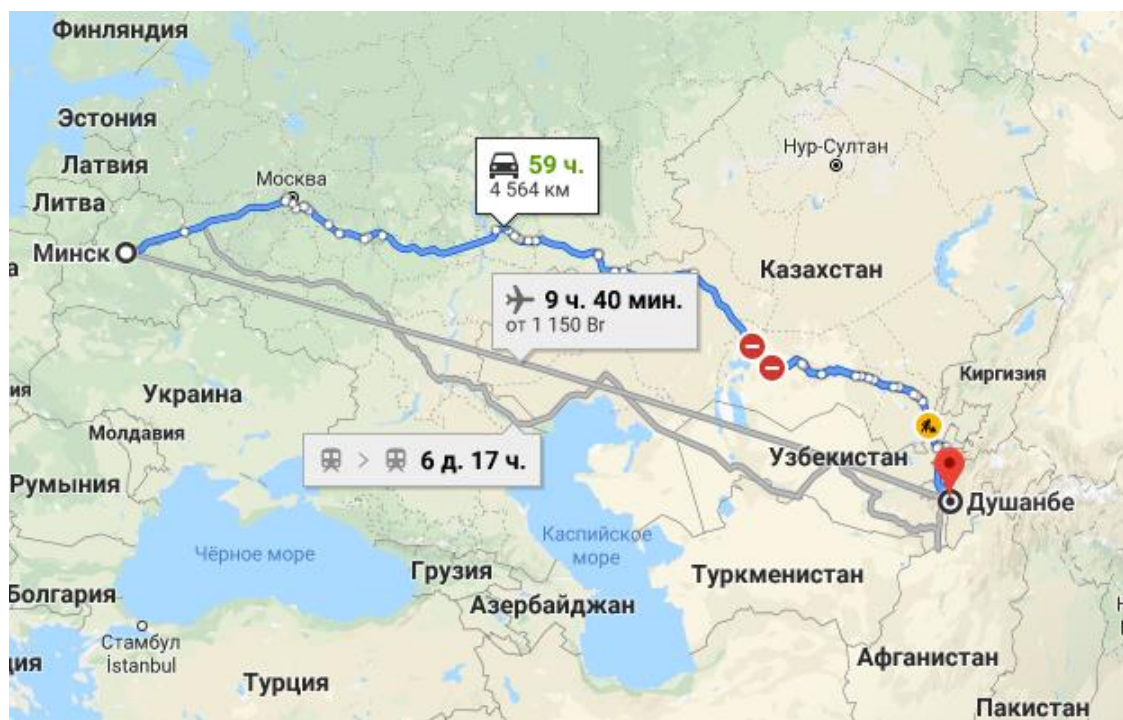 Финляндия
Эстония
Латвия
Литва
Москва
59 ч.
4 564 км
Нур-Султан
Минск
а
Казахстан
9 ч. 40 мин.
от 1 150 Br
Украина
ия
Киргизия
Молдавия
> 6 д. 17 ч.
Узбекистан
Румыния
Душанбе
Чёрное море
Каспийское
море
Грузия
Туркменистан
Болгария
Азербайджан
Стамбул
İstanbul
ция
Турция
Афганистан
Пакистан